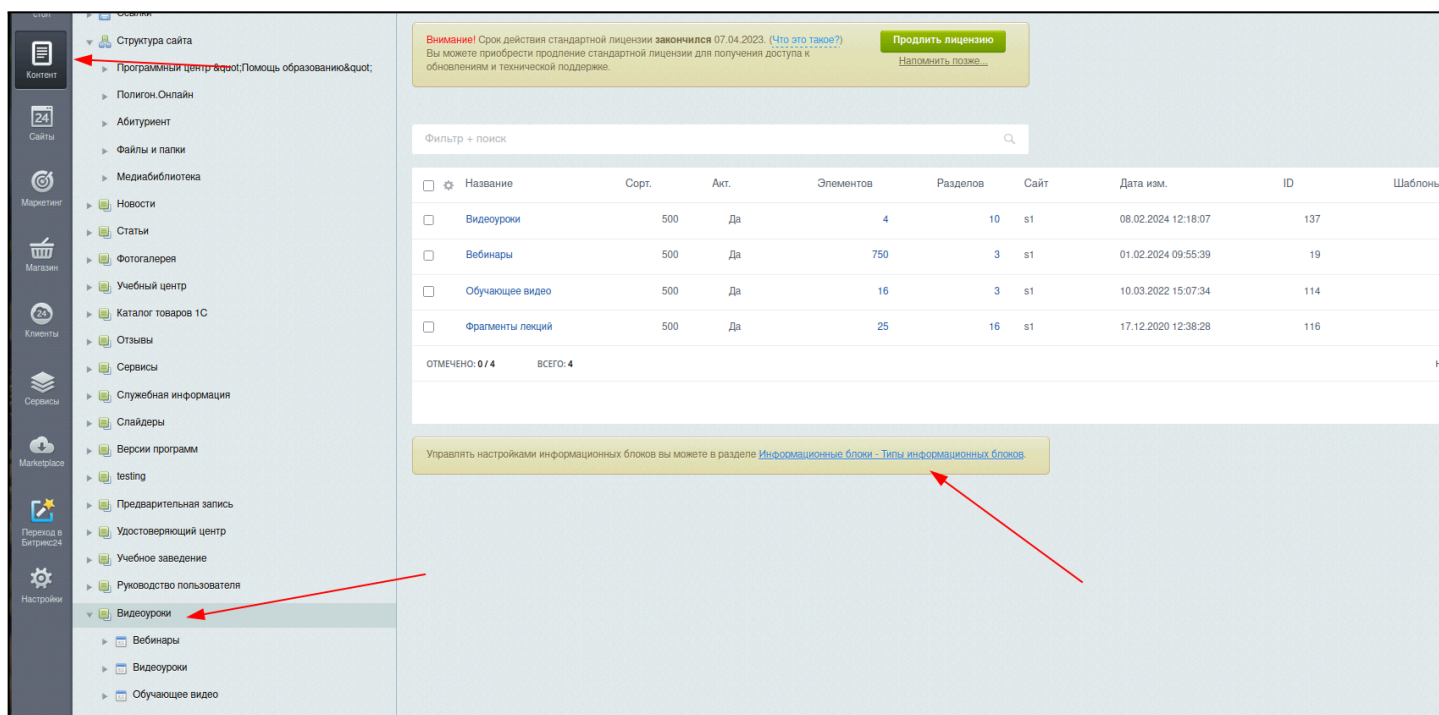 стол
Контент
24
Сайты
Маркетинг
Магазин
24
Клиенты
Сервисы
Marketplace
Переход в
Битрикс24
Настройки
Ссылки
Структура сайта
Программный центр &quot;Помощь образованию&quot;
Полигон.Онлайн
Абитуриент
Файлы и папки
Медиабиблиотека
Новости
Статьи
Фотогалерея
Учебный центр
Каталог товаров 1С
Отзывы
Сервисы
Служебная информация
Слайдеры
Версии программ
testing
Предварительная запись
Удостоверяющий центр
Учебное заведение
Руководство пользователя
Видеоуроки
Вебинары
Видеоуроки
Обучающее видео
Внимание! Срок действия стандартной лицензии закончился 07.04.2023. (Что это такое?)
Вы можете приобрести продление стандартной лицензии для получения доступа к
обновлениям и технической поддержке.
Продлить лицензию
Напомнить позже...
Фильтр + поиск
Название Сорт. Акт. Элементов Разделов Сайт Дата изм. ID Шаблоны
Видеоуроки 500 Да 4 10 s1 08.02.2024 12:18:07 137
Вебинары 500 Да 750 3 s1 01.02.2024 09:55:39 19
Обучающее видео 500 Да 16 3 s1 10.03.2022 15:07:34 114
Фрагменты лекций 500 Да 25 16 s1 17.12.2020 12:38:28 116
ОТМЕЧЕНО: 0 / 4 ВСЕГО: 4
Управлять настройками информационных блоков вы можете в разделе Информационные блоки - Типы информационных блоков.